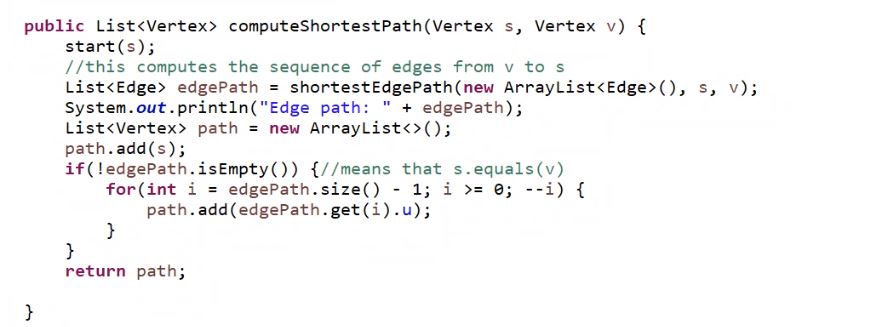 public List<Vertex> computeShortestPath(Vertex s, Vertex v) {
start(s);
//this computes the sequence of edges from v to s
List<Edge> edgePath = shortestEdgePath(new ArrayList<Edge>(), s, v);
System.out.println("Edge path: " + edgePath);
List<Vertex> path = new ArrayList<>();
path.add(s);
if(!edgePath.isEmpty()) {//means that s.equals(v)
for(int i = edgePath.size() - 1; i >= 0; --i) {
path.add(edgePath.get(i).u);
}
}
return path;
}